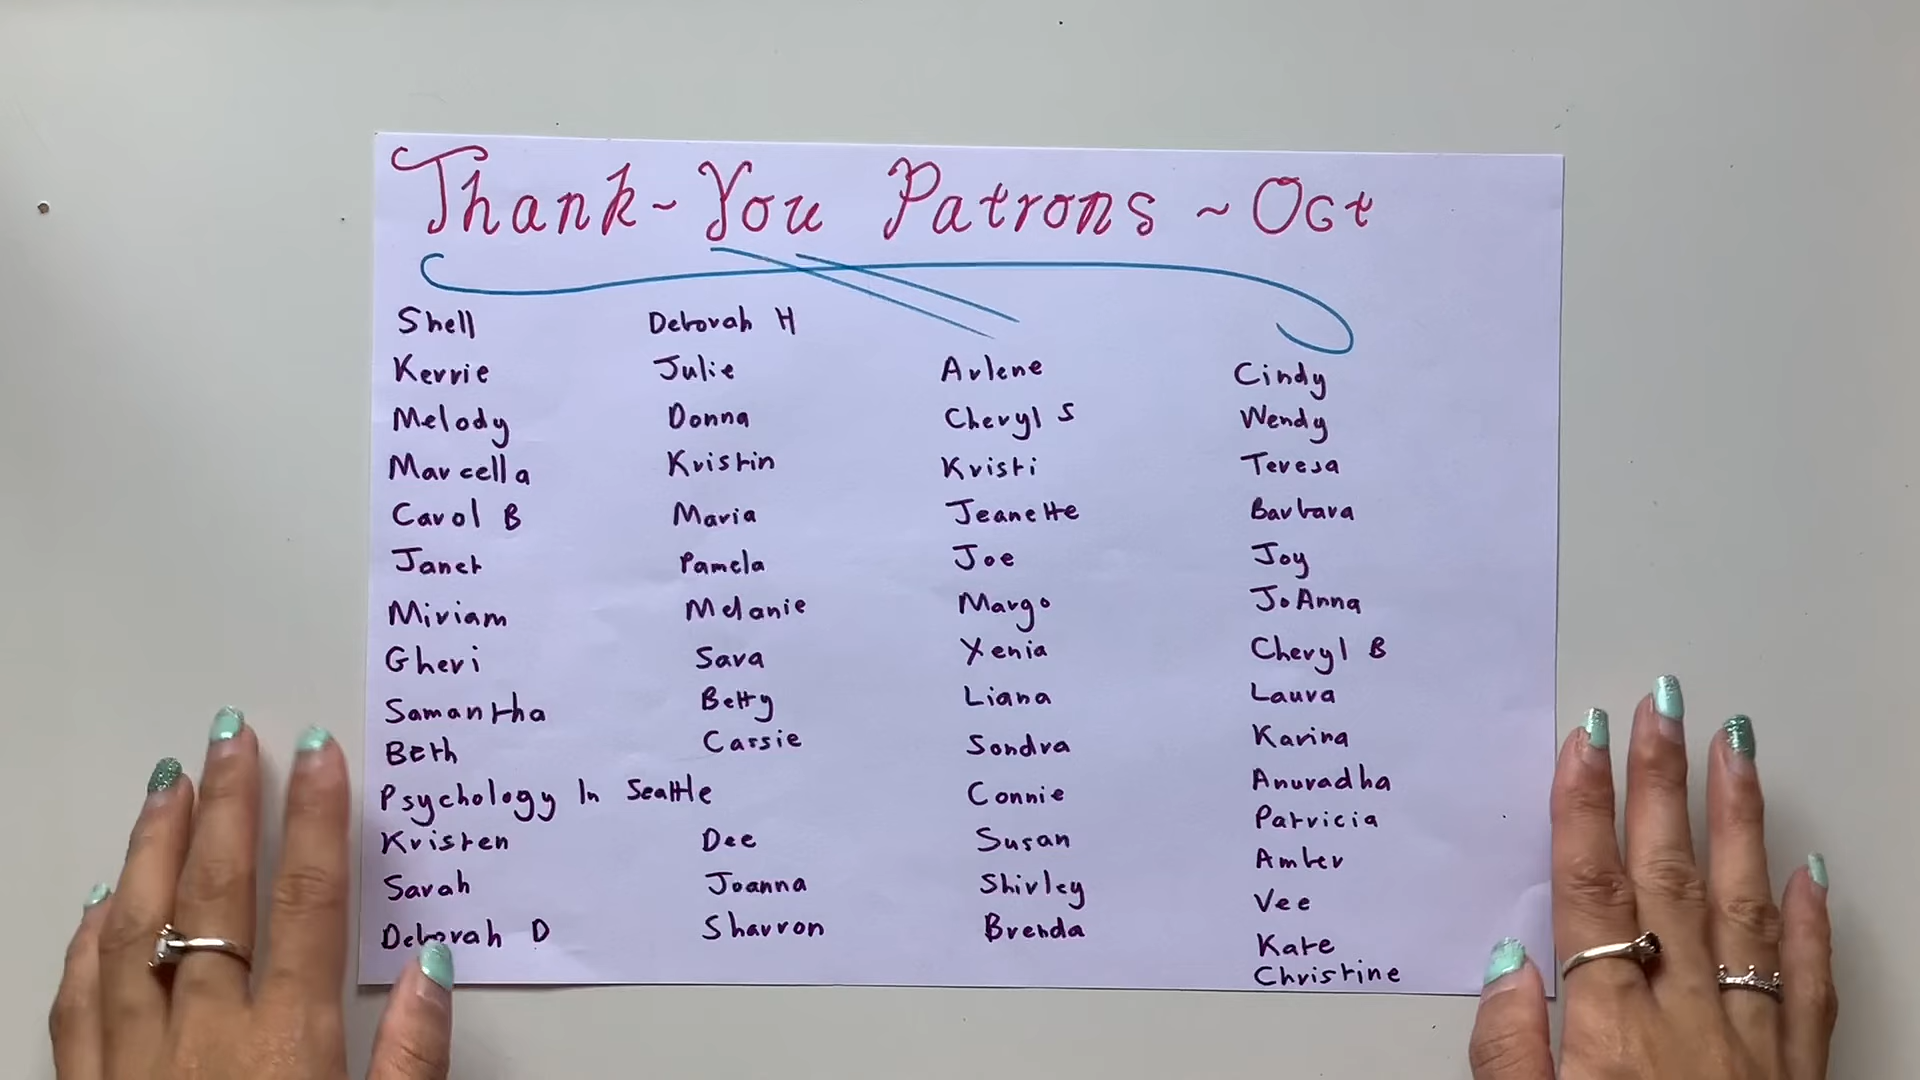 Thank-You Patrons ~ Oct
Shell
Kerrie
Melody
Marcella
Carol B
Janet
Miriam
Gheri
Samantha
Beth
Psychology In Seattle
Kristen
Sarah
Deborah D
Deborah H
Julie
Donna
Kristin
Maria
Pamela
Melanie
Sara
Betty
Cassie
Dee
Joanna
Sharron
Arlene
Cheryl S
Kristi
Jeanette
Joe
Margo
Xenia
Liana
Sondra
Connie
Susan
Shirley
Brenda
Cindy
Wendy
Teresa
Barbara
Joy
JoAnna
Cheryl B
Laura
Karina
Anuradha
Patricia
Amber
Vee
Kate
Christine